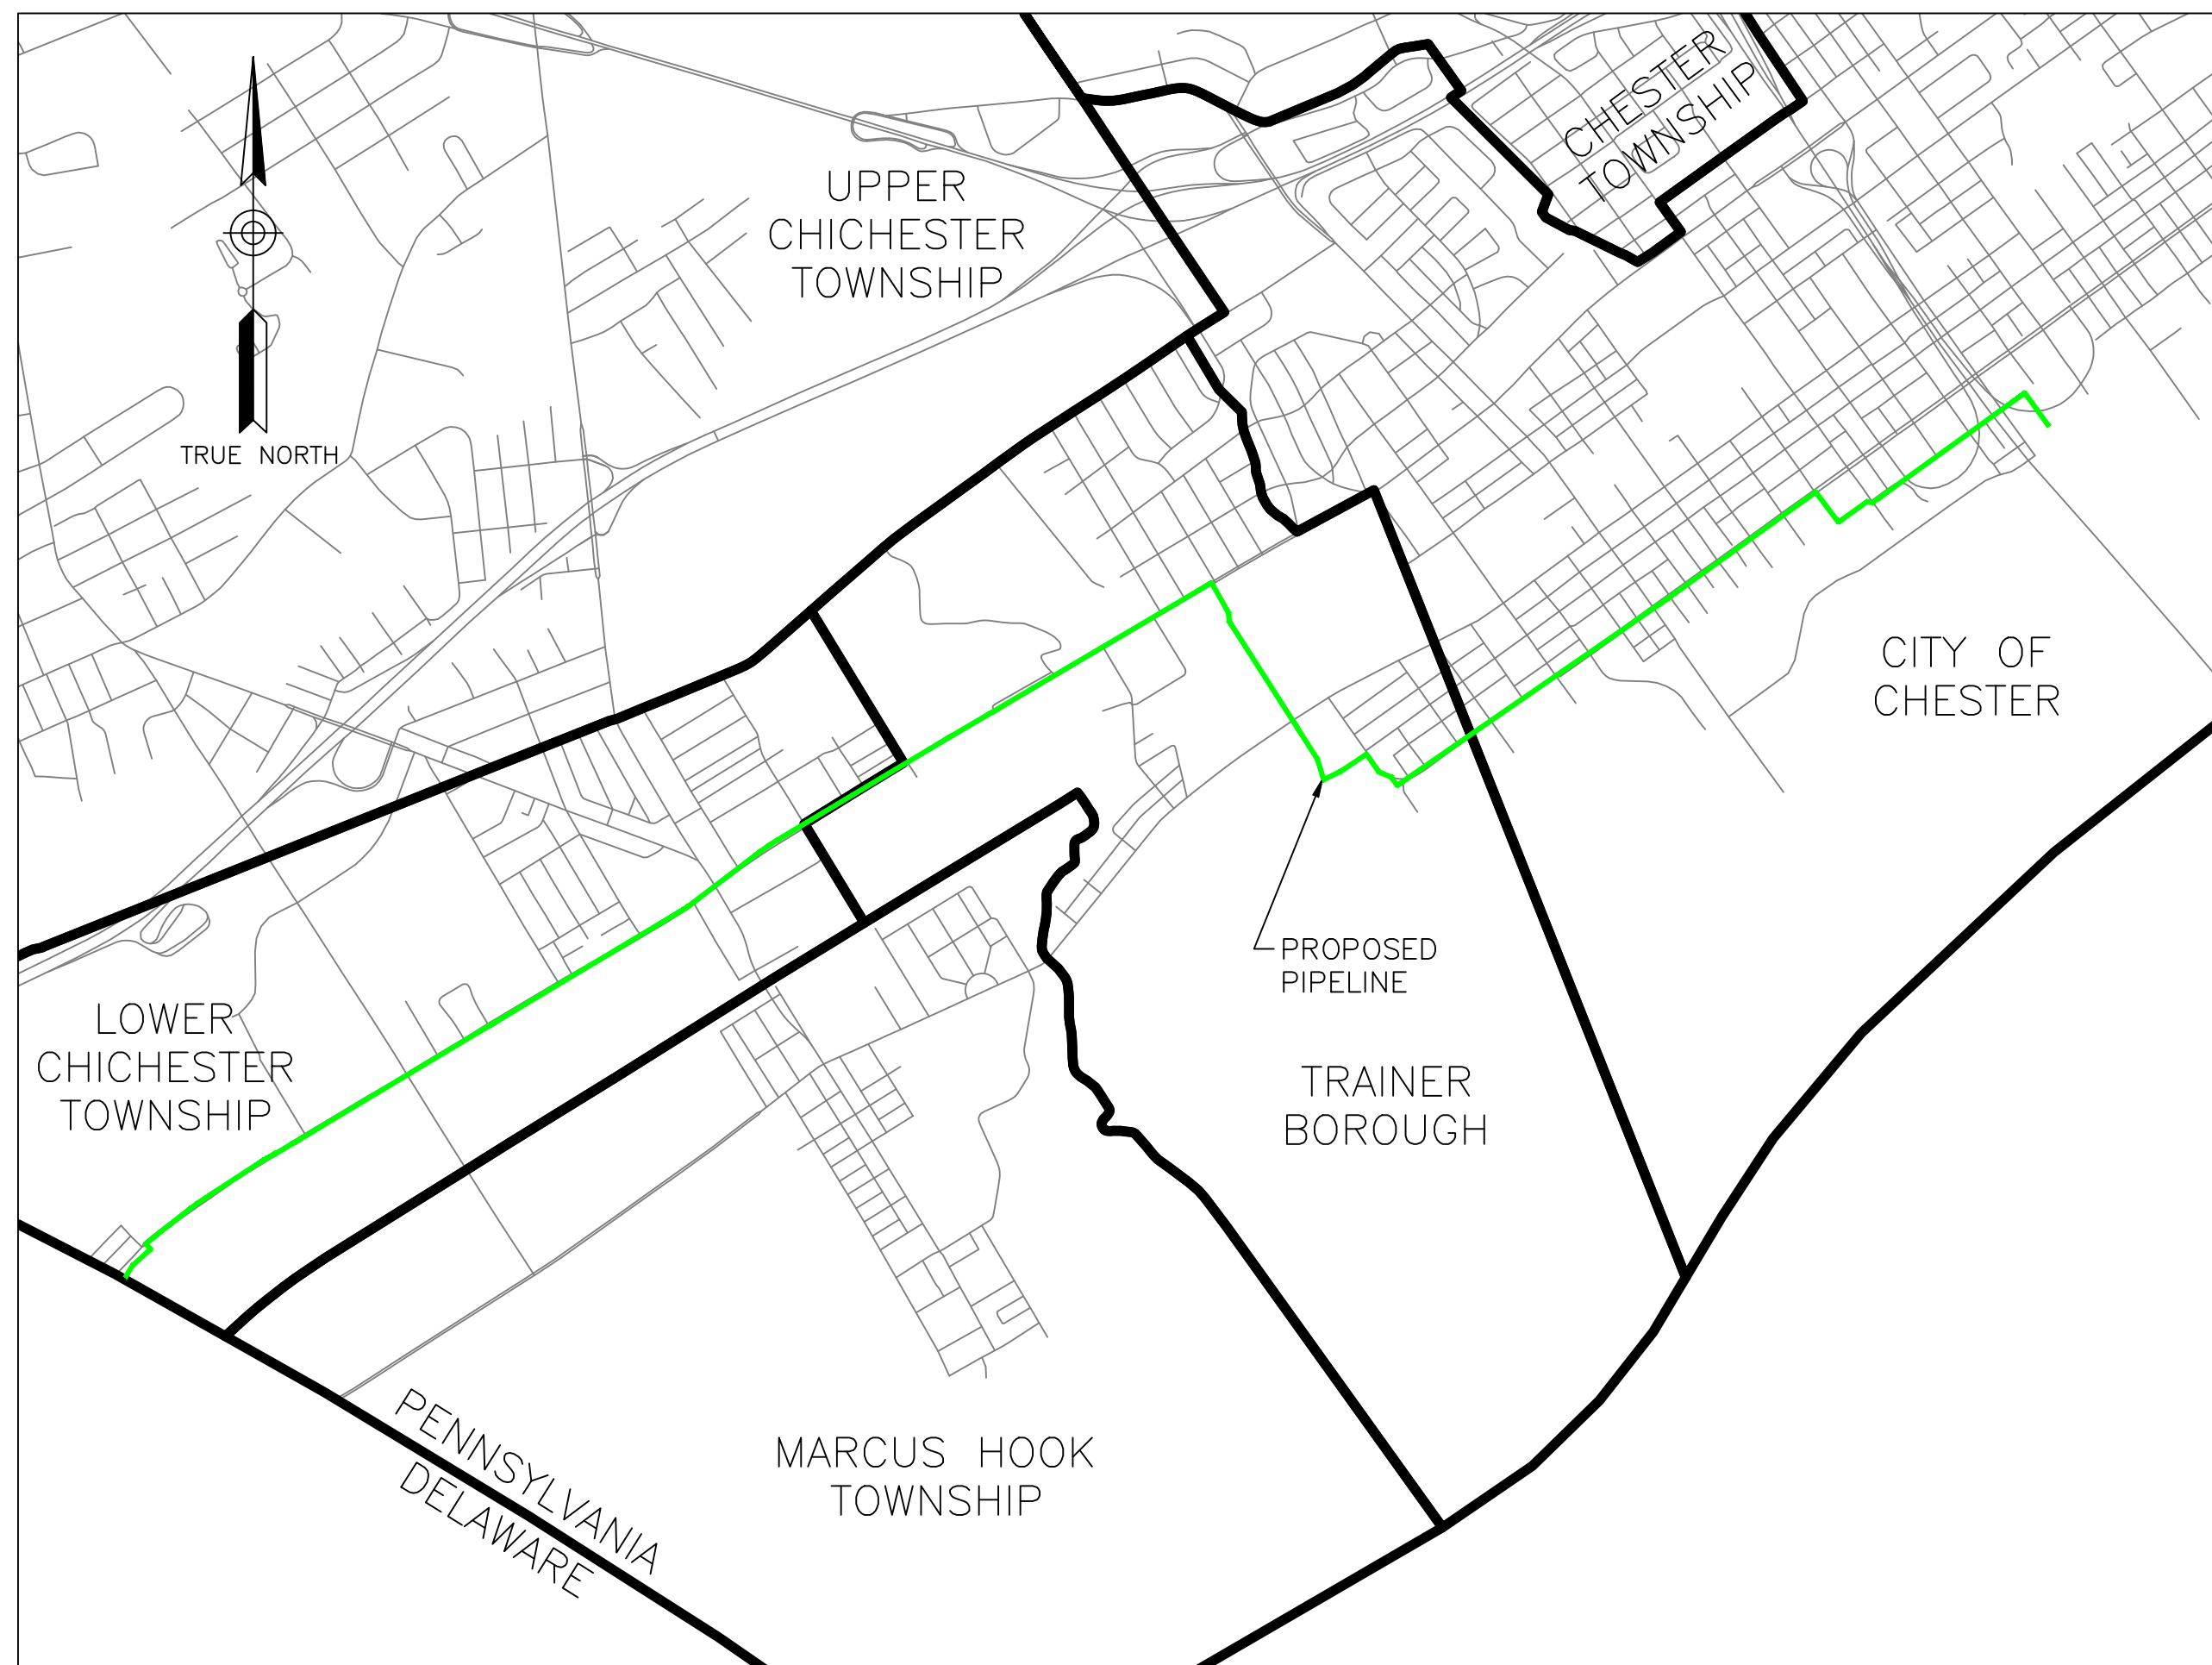 CHESTER
TOWNSHIP
UPPER
CHICHESTER
TOWNSHIP
TRUE NORTH
CITY OF
CHESTER
PROPOSED
PIPELINE
LOWER
CHICHESTER
TOWNSHIP
TRAINER
BOROUGH
PENNSYLVANIA
DELAWARE
MARCUS HOOK
TOWNSHIP